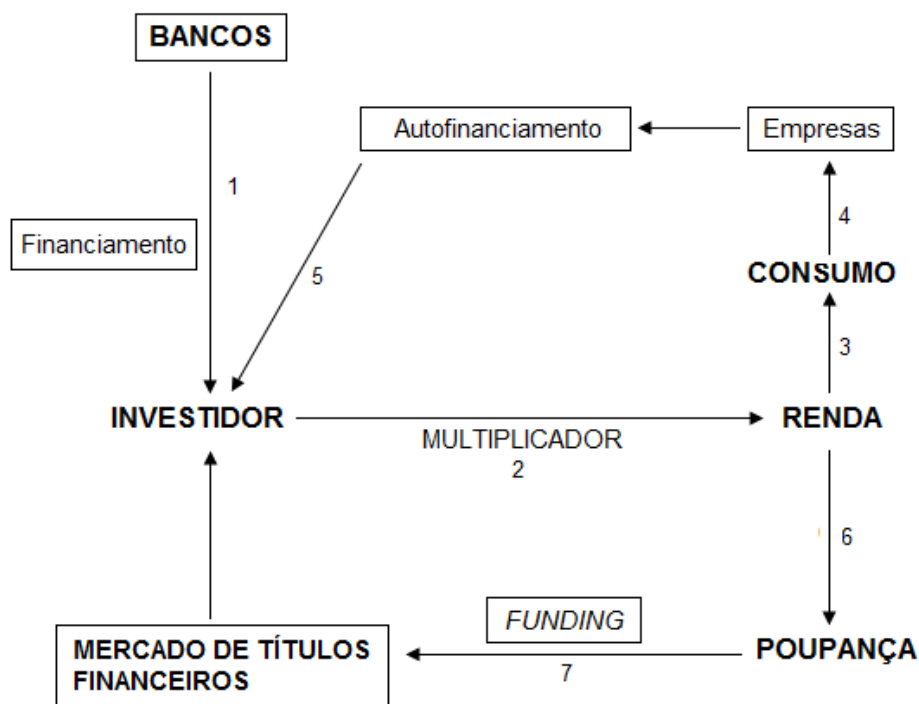 BANCOS
Autofinanciamento
Empresas
1
4
Financiamento
5
CONSUMO
3
INVESTIDOR
RENDA
MULTIPLICADOR
2
6
FUNDING
MERCADO DE TÍTULOS
FINANCEIROS
POUPANÇA
7